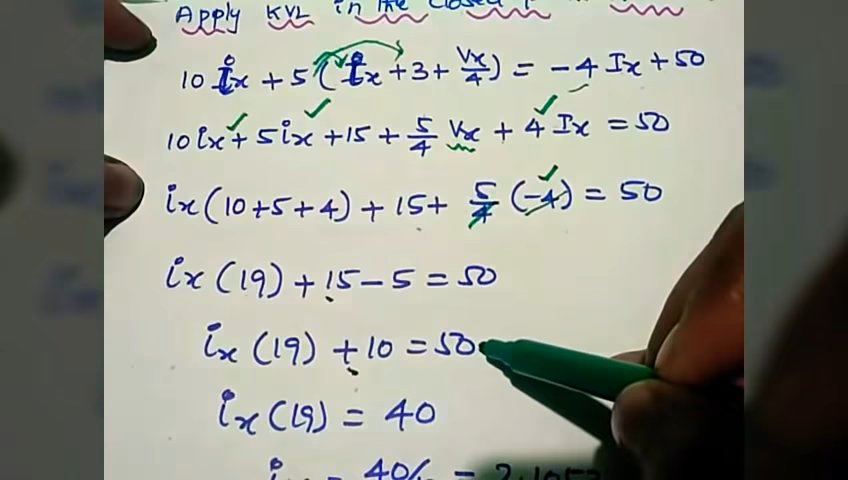 Apply KVL in the closed
10 ix + 5 (ix + 3 + Vx/4) = -4 Ix + 50
10 ix + 5 ix + 15 + 5/4 Vx + 4 Ix = 50
ix (10+5+4) + 15 + 5/4 (-4) = 50
ix (19) + 15 - 5 = 50
ix (19) + 10 = 50
ix (19) = 40